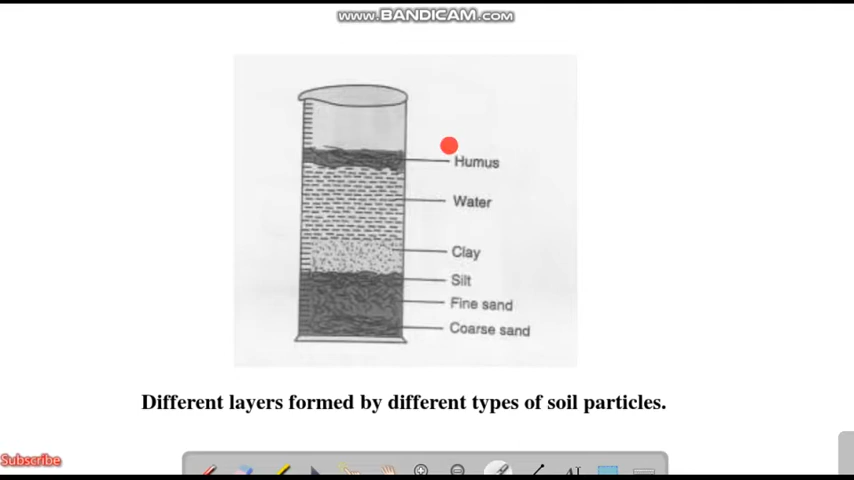 www.BANDICAM.com
Humus
Water
Clay
Silt
Fine sand
Coarse sand
Different layers formed by different types of soil particles.
Subscribe
AI